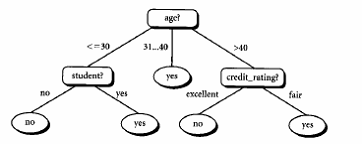 age?
<=30 31...40 >40
student? yes credit_rating?
no yes excellent fair
no yes no yes